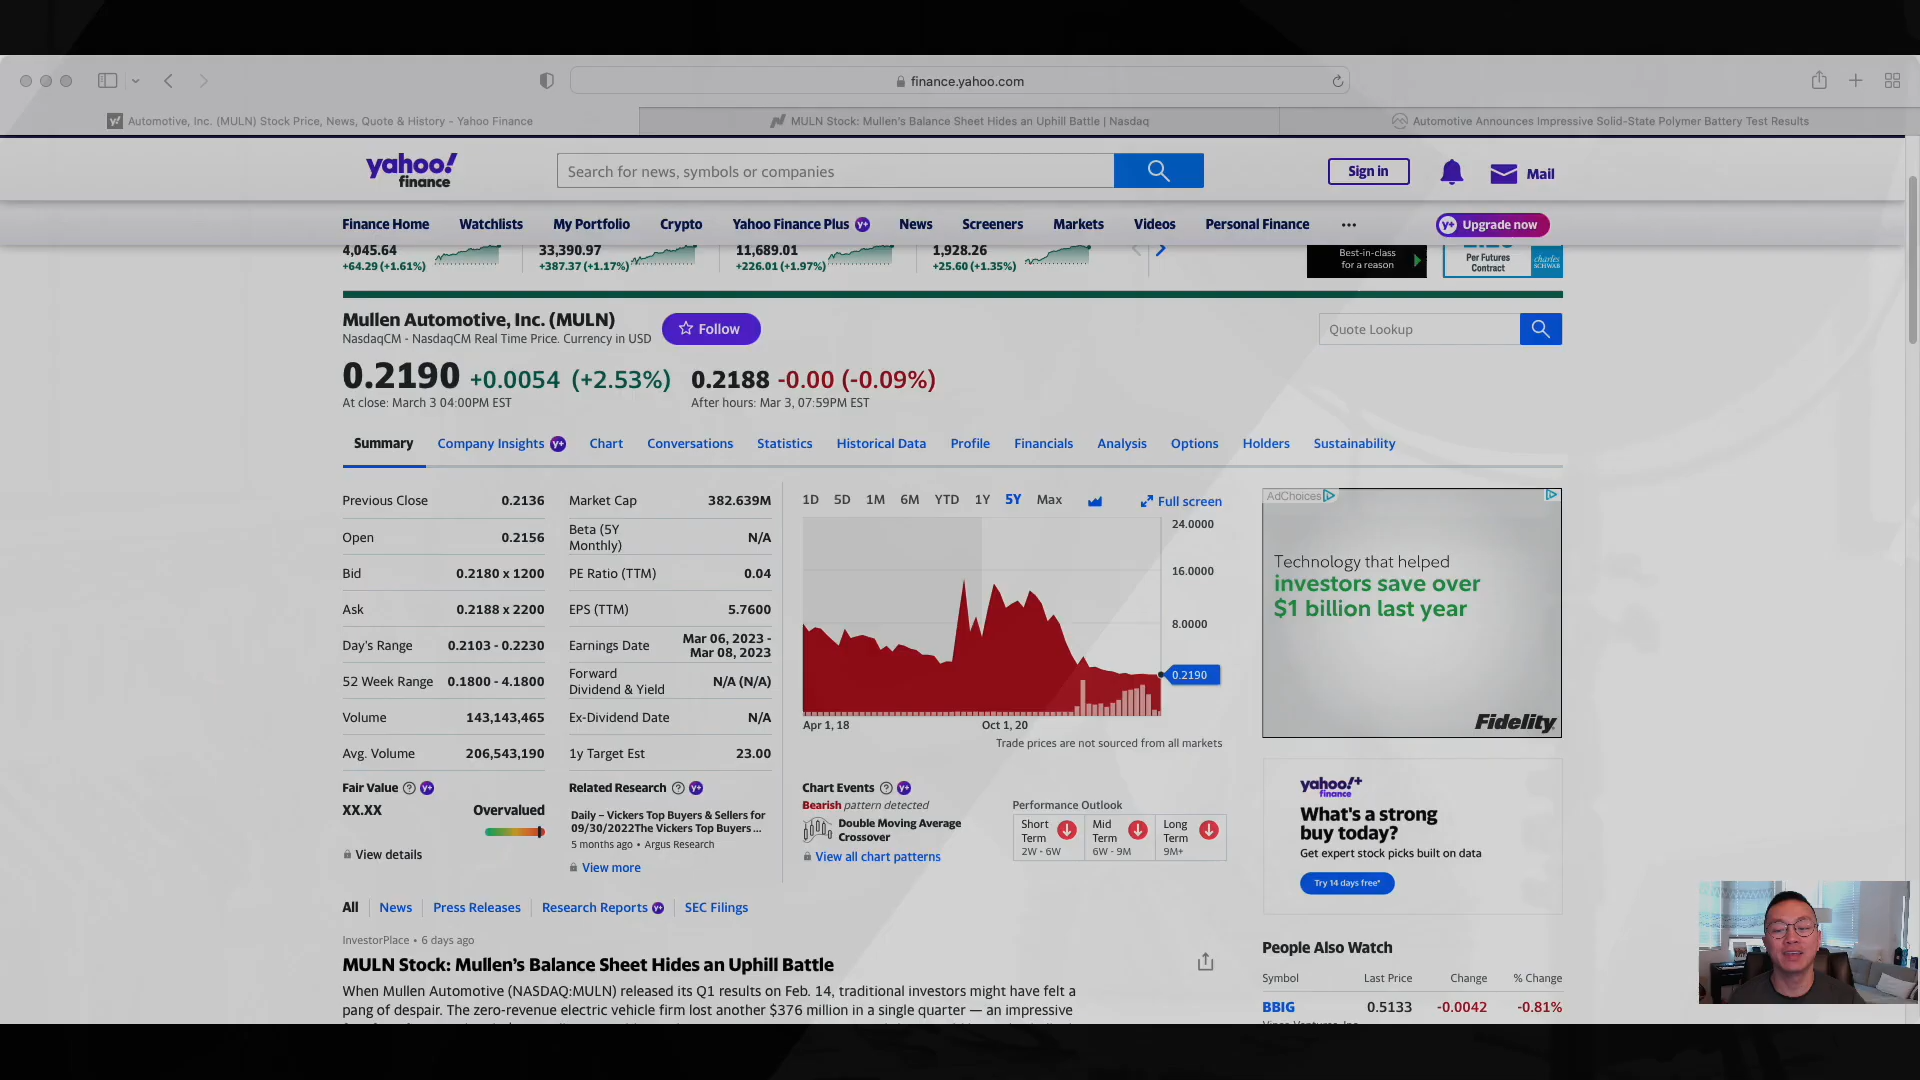 finance.yahoo.com
Automotive, Inc. (MULN) Stock Price, News, Quote & History - Yahoo Finance
MULN Stock: Mullen's Balance Sheet Hides an Uphill Battle | Nasdaq
Automotive Announces Impressive Solid-State Polymer Battery Test Results
yahoo!
finance
Search for news, symbols or companies
Sign in
Mail
Finance Home Watchlists My Portfolio Crypto Yahoo Finance Plus News Screeners Markets Videos Personal Finance ... Upgrade now
4,045.64 33,390.97 11,689.01 1,928.26
+64.29 (+1.61%) +387.37 (+1.17%) +226.01 (+1.97%) +25.60 (+1.35%)
Best-in-class
for a reason
Per Futures
Contract
charles
SCHWAB
Mullen Automotive, Inc. (MULN)
Follow
NasdaqCM - NasdaqCM Real Time Price. Currency in USD
Quote Lookup
0.2190 +0.0054 (+2.53%) 0.2188 -0.00 (-0.09%)
At close: March 3 04:00PM EST After hours: Mar 3, 07:59PM EST
Summary Company Insights Chart Conversations Statistics Historical Data Profile Financials Analysis Options Holders Sustainability
Previous Close 0.2136
Open 0.2156
Bid 0.2180 x 1200
Ask 0.2188 x 2200
Day's Range 0.2103 - 0.2230
52 Week Range 0.1800 - 4.1800
Volume 143,143,465
Avg. Volume 206,543,190
Market Cap 382.639M
Beta (5Y
Monthly) N/A
PE Ratio (TTM) 0.04
EPS (TTM) 5.7600
Earnings Date Mar 06, 2023 -
Mar 08, 2023
Forward
Dividend & Yield N/A (N/A)
Ex-Dividend Date N/A
1y Target Est 23.00
1D 5D 1M 6M YTD 1Y 5Y Max Full screen
24.0000
16.0000
8.0000
0.2190
Apr 1, 18 Oct 1, 20
Trade prices are not sourced from all markets
AdChoices
Technology that helped
investors save over
$1 billion last year
Fidelity
Fair Value
XX.XX Overvalued
View details
Related Research
Daily – Vickers Top Buyers & Sellers for
09/30/2022The Vickers Top Buyers ...
5 months ago • Argus Research
View more
Chart Events
Bearish pattern detected
Double Moving Average
Crossover
View all chart patterns
Performance Outlook
Short
Term
2W - 6W
Mid
Term
6W - 9M
Long
Term
9M+
yahoo!+
finance
What's a strong
buy today?
Get expert stock picks built on data
Try 14 days free*
All News Press Releases Research Reports SEC Filings
InvestorPlace • 6 days ago
MULN Stock: Mullen's Balance Sheet Hides an Uphill Battle
When Mullen Automotive (NASDAQ:MULN) released its Q1 results on Feb. 14, traditional investors might have felt a
pang of despair. The zero-revenue electric vehicle firm lost another $376 million in a single quarter — an impressive
People Also Watch
Symbol Last Price Change % Change
BBIG 0.5133 -0.0042 -0.81%